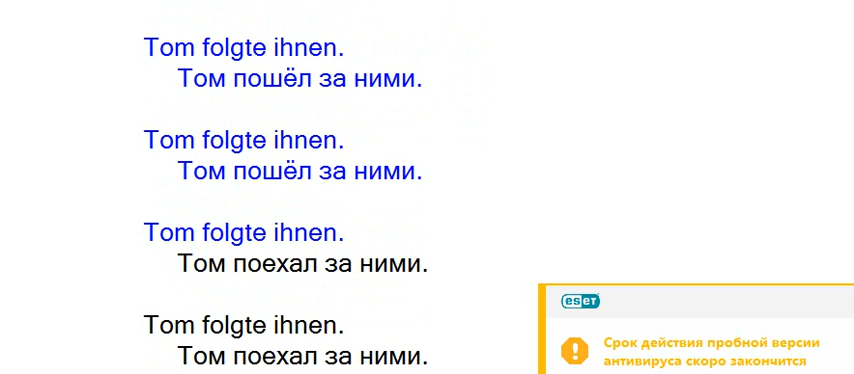 Tom folgte ihnen.
Том пошёл за ними.
Tom folgte ihnen.
Том пошёл за ними.
Tom folgte ihnen.
Том поехал за ними.
Tom folgte ihnen.
Том поехал за ними.
eset
Срок действия пробной версии
антивируса скоро закончится